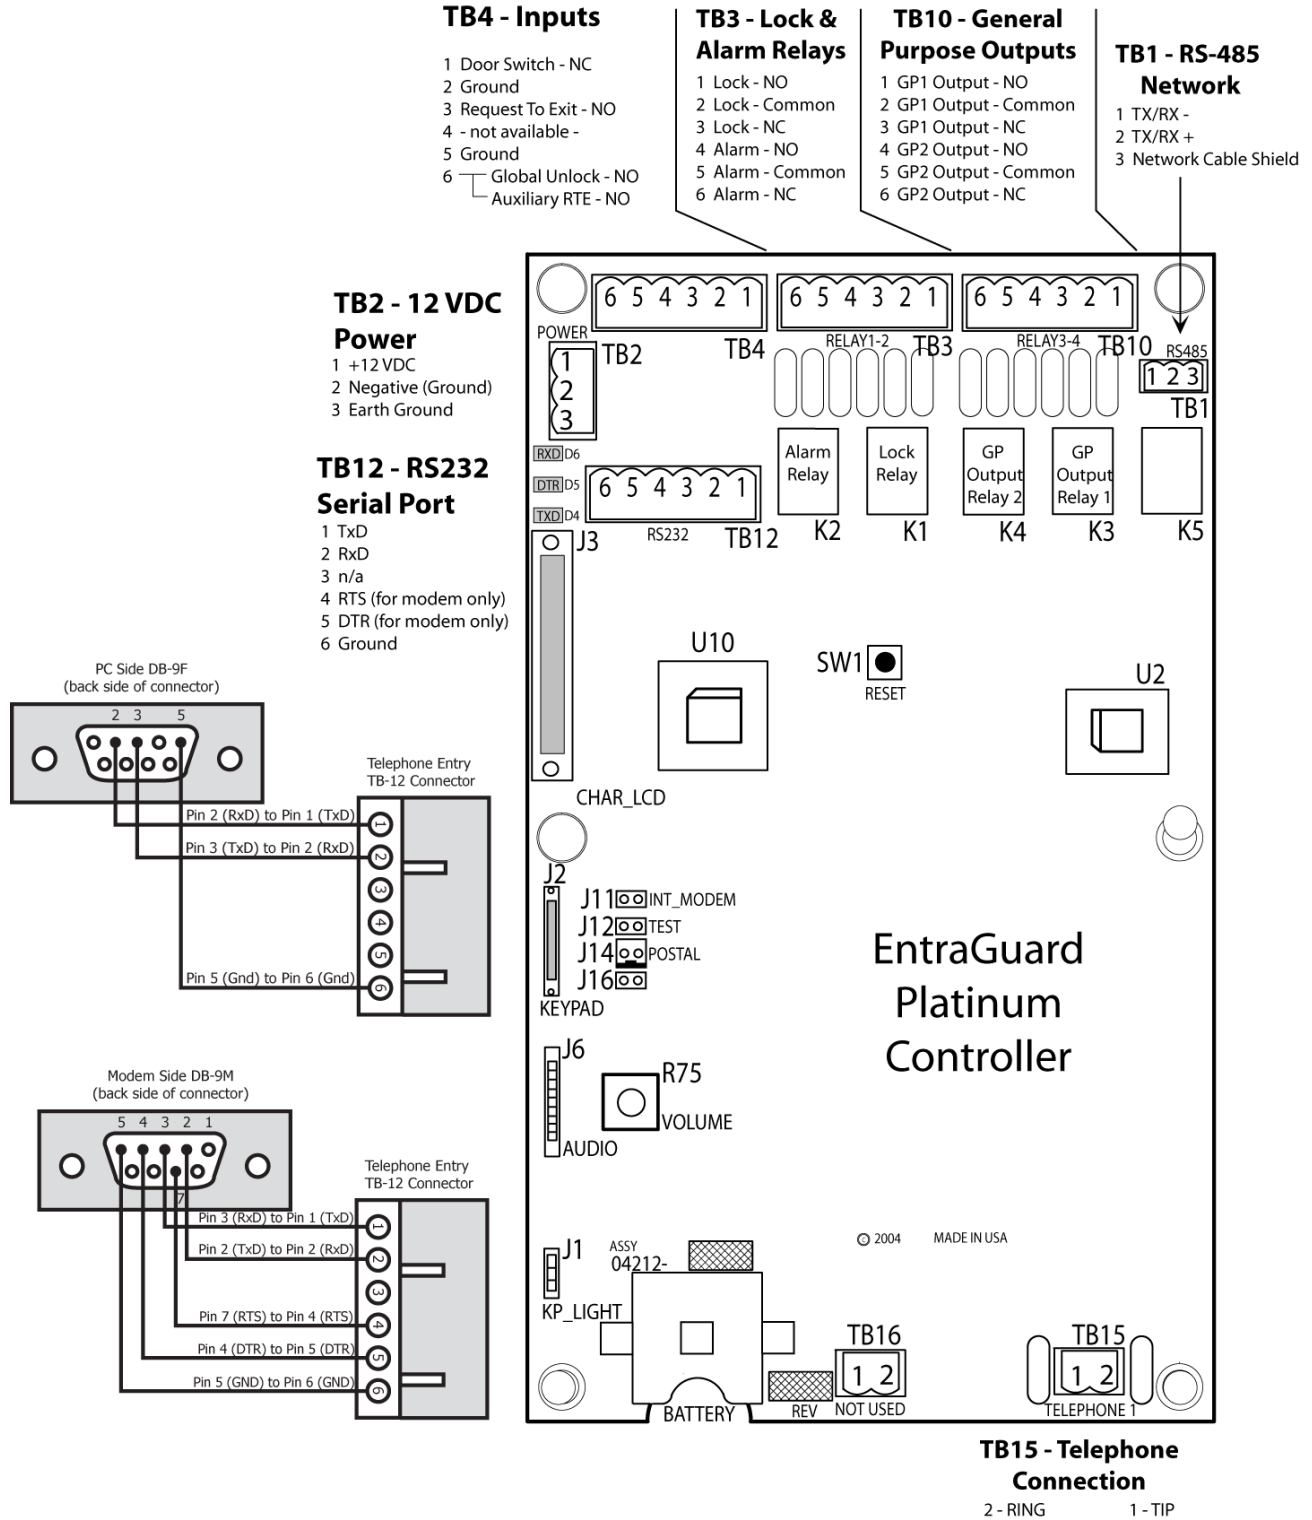 TB4 - Inputs
1 Door Switch - NC
2 Ground
3 Request To Exit - NO
4 - not available -
5 Ground
6 Global Unlock - NO
Auxiliary RTE - NO
TB3 - Lock &
Alarm Relays
1 Lock - NO
2 Lock - Common
3 Lock - NC
4 Alarm - NO
5 Alarm - Common
6 Alarm - NC
TB10 - General
Purpose Outputs
1 GP1 Output - NO
2 GP1 Output - Common
3 GP1 Output - NC
4 GP2 Output - NO
5 GP2 Output - Common
6 GP2 Output - NC
TB1 - RS-485
Network
1 TX/RX -
2 TX/RX +
3 Network Cable Shield
TB2 - 12 VDC
Power
1 +12 VDC
2 Negative (Ground)
3 Earth Ground
TB12 - RS232
Serial Port
1 TxD
2 RxD
3 n/a
4 RTS (for modem only)
5 DTR (for modem only)
6 Ground
6 5 4 3 2 1
6 5 4 3 2 1
6 5 4 3 2 1
POWER
TB2
TB4
RELAY1-2
TB3
RELAY3-4
TB10
RS485
1
2
3
1 2 3
TB1
RXD D6
DTR D5
TXD D4
6 5 4 3 2 1
RS232
TB12
Alarm
Relay
K2
Lock
Relay
K1
GP
Output
Relay 2
K4
GP
Output
Relay 1
K3
K5
J3
U10
SW1
RESET
U2
CHAR_LCD
PC Side DB-9F
(back side of connector)
2 3 5
Telephone Entry
TB-12 Connector
Pin 2 (RxD) to Pin 1 (TxD)
Pin 3 (TxD) to Pin 2 (RxD)
Pin 5 (Gnd) to Pin 6 (Gnd)
1
2
3
4
5
6
J2
J11 INT_MODEM
J12 TEST
J14 POSTAL
J16
KEYPAD
EntraGuard
Platinum
Controller
J6
R75
VOLUME
AUDIO
Modem Side DB-9M
(back side of connector)
5 4 3 2 1
7
Telephone Entry
TB-12 Connector
Pin 3 (RxD) to Pin 1 (TxD)
Pin 2 (TxD) to Pin 2 (RxD)
Pin 7 (RTS) to Pin 4 (RTS)
Pin 4 (DTR) to Pin 5 (DTR)
Pin 5 (GND) to Pin 6 (GND)
1
2
3
4
5
6
J1
KP_LIGHT
ASSY
04212-
© 2004 MADE IN USA
BATTERY
REV
TB16
1 2
NOT USED
TB15
1 2
TELEPHONE 1
TB15 - Telephone
Connection
2 - RING 1 - TIP